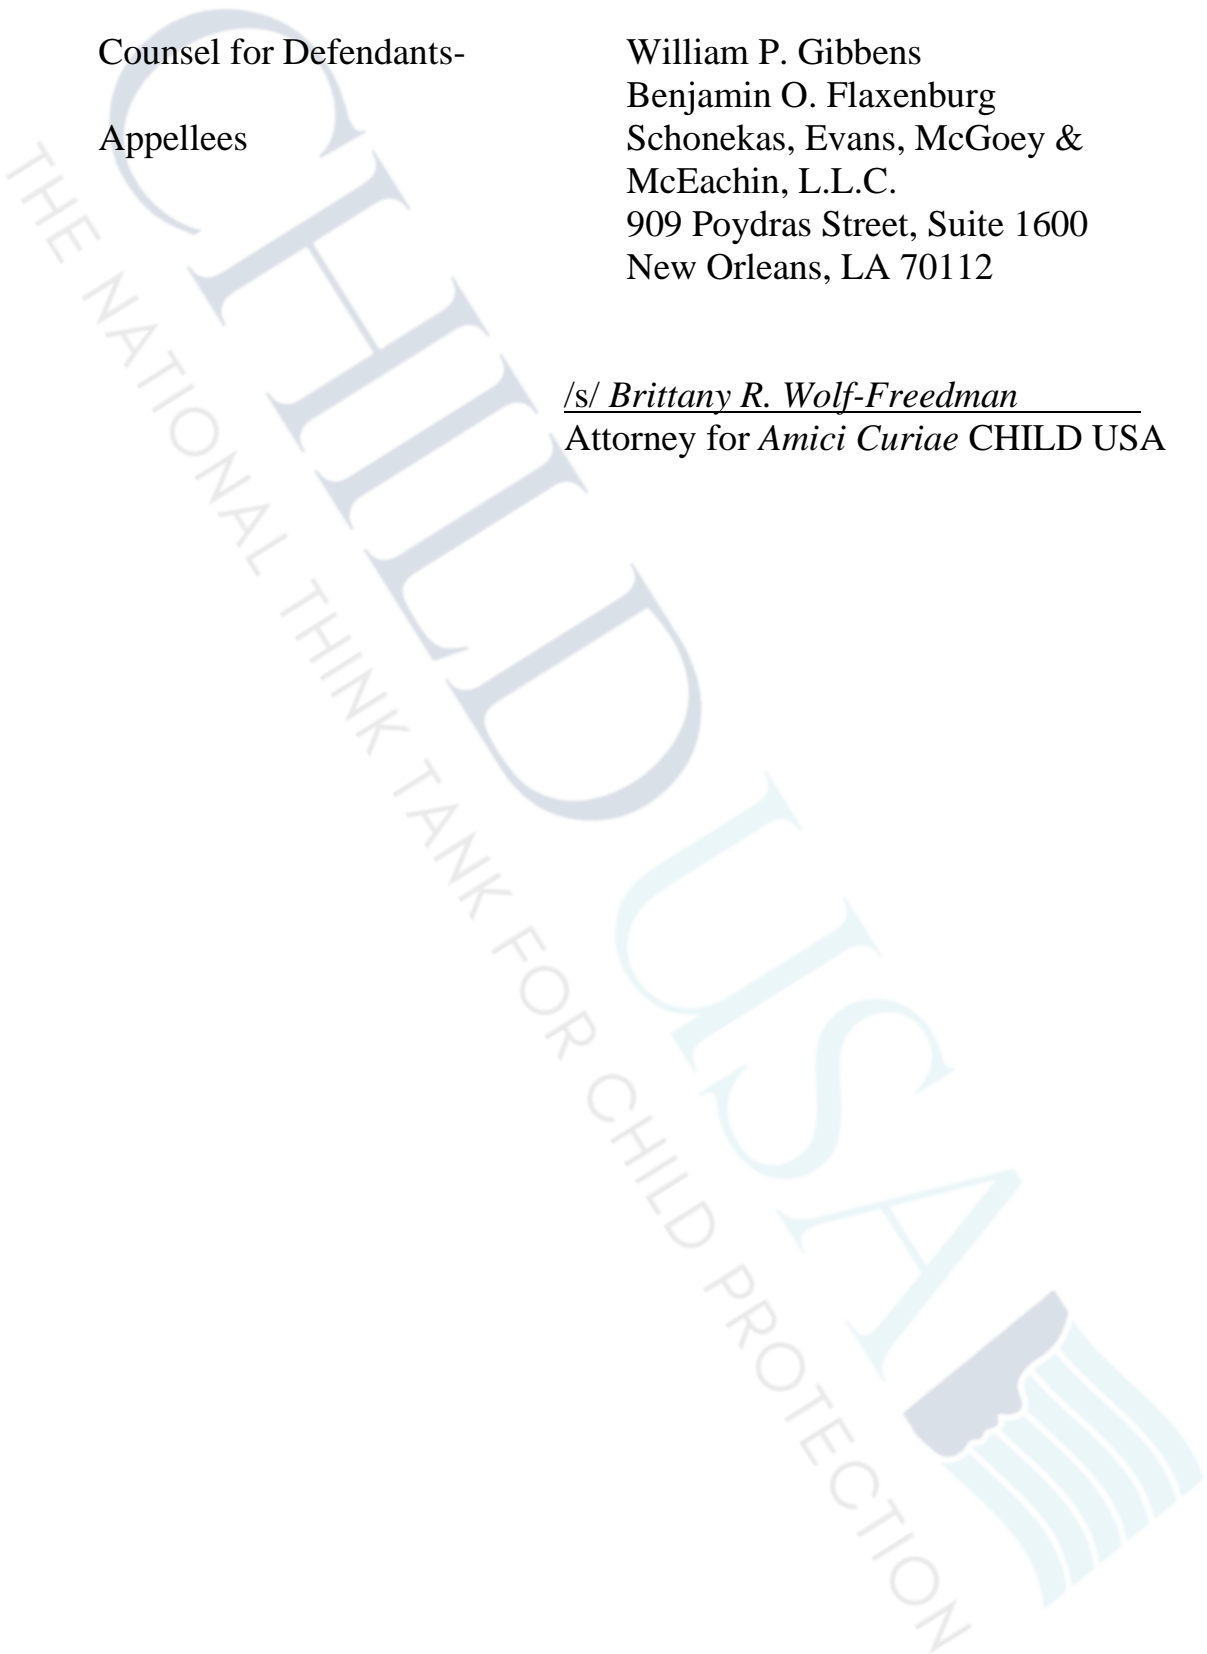 Counsel for Defendants-
Appellees
William P. Gibbens
Benjamin O. Flaxenburg
Schonekas, Evans, McGoey &
McEachin, L.L.C.
909 Poydras Street, Suite 1600
New Orleans, LA 70112
/s/ Brittany R. Wolf-Freedman
Attorney for Amici Curiae CHILD USA
CHILD USA
THE NATIONAL THINK TANK FOR CHILD PROTECTION